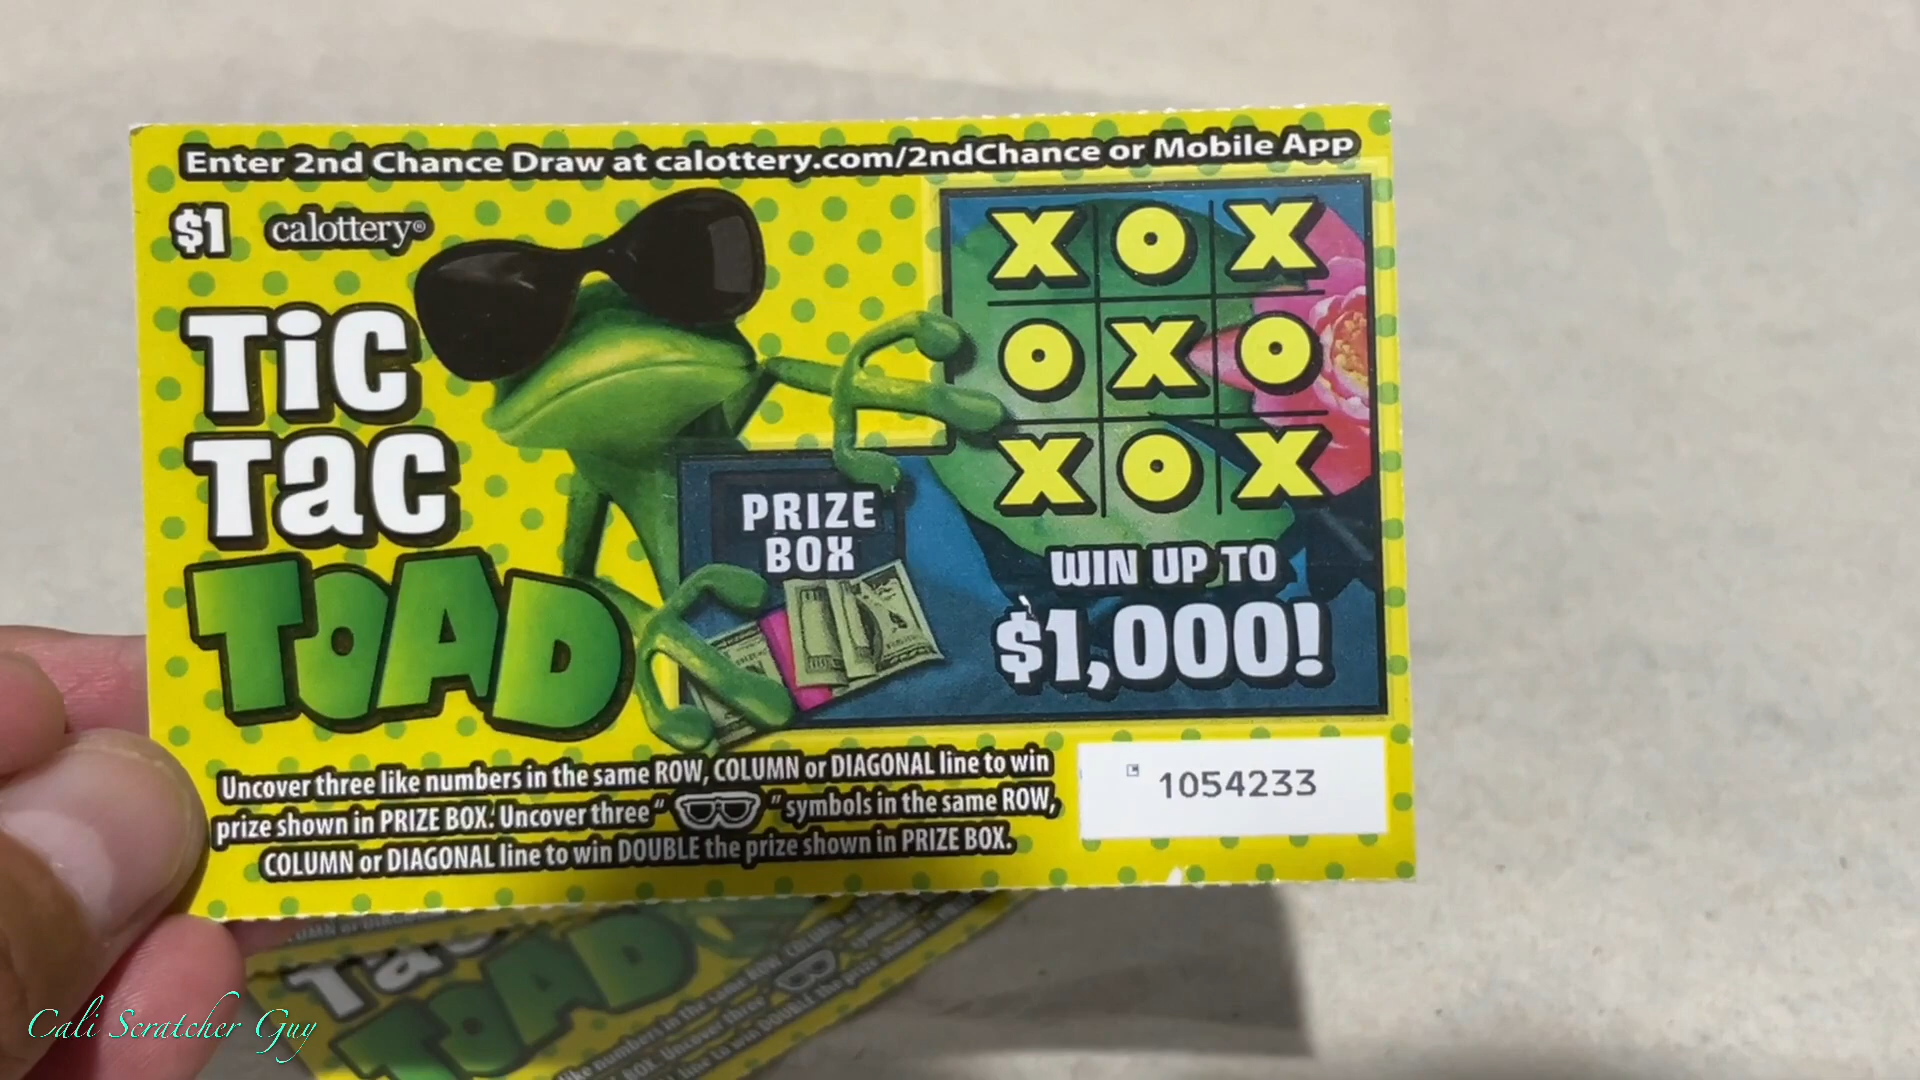 Enter 2nd Chance Draw at calottery.com/2ndChance or Mobile App
$1 calottery®
TiC
TaC
TOAD
X O X
O X O
X O X
PRIZE
BOX
WIN UP TO
$1,000!
Uncover three like numbers in the same ROW, COLUMN or DIAGONAL line to win
prize shown in PRIZE BOX. Uncover three “ ” symbols in the same ROW,
COLUMN or DIAGONAL line to win DOUBLE the prize shown in PRIZE BOX.
1054233
TaC
TOAD
Cali Scratcher Guy